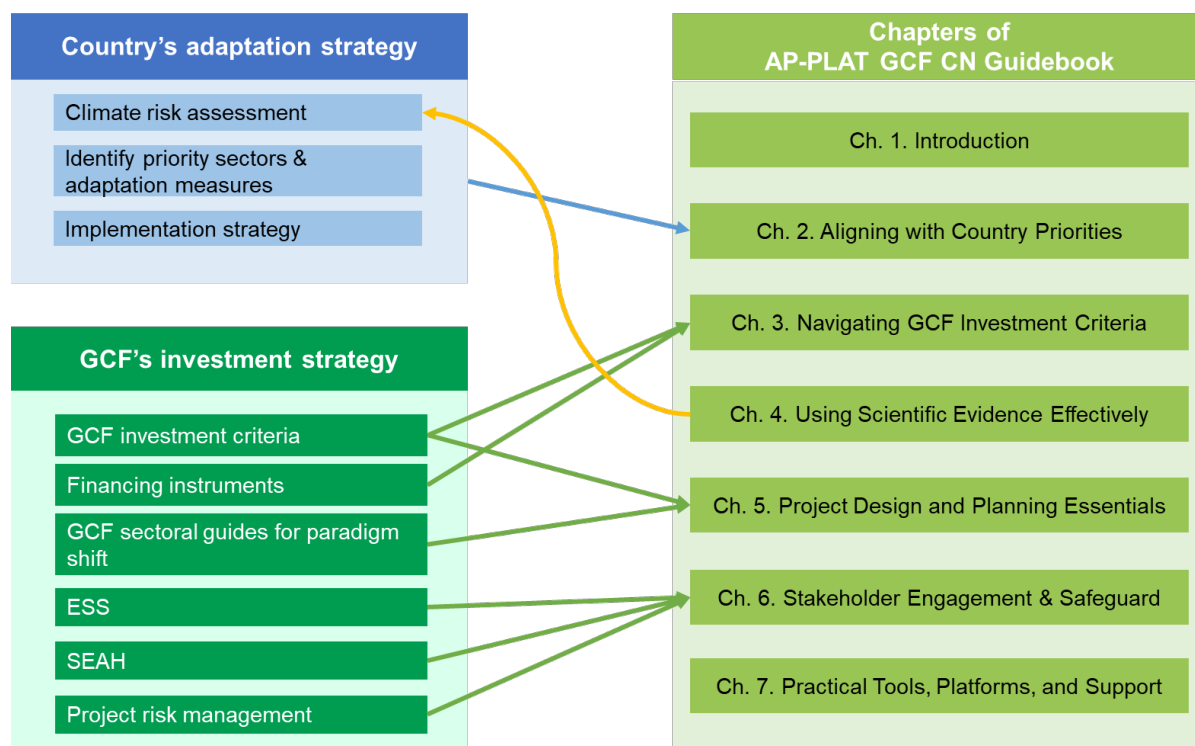 Country's adaptation strategy
Climate risk assessment
Identify priority sectors &
adaptation measures
Implementation strategy
GCF's investment strategy
GCF investment criteria
Financing instruments
GCF sectoral guides for paradigm
shift
ESS
SEAH
Project risk management
Chapters of
AP-PLAT GCF CN Guidebook
Ch. 1. Introduction
Ch. 2. Aligning with Country Priorities
Ch. 3. Navigating GCF Investment Criteria
Ch. 4. Using Scientific Evidence Effectively
Ch. 5. Project Design and Planning Essentials
Ch. 6. Stakeholder Engagement & Safeguard
Ch. 7. Practical Tools, Platforms, and Support